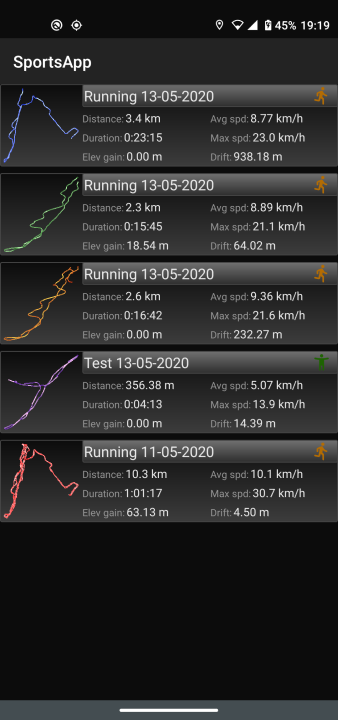 45% 19:19
SportsApp
Running 13-05-2020
Distance: 3.4 km Avg spd: 8.77 km/h
Duration: 0:23:15 Max spd: 23.0 km/h
Elev gain: 0.00 m Drift: 938.18 m
Running 13-05-2020
Distance: 2.3 km Avg spd: 8.89 km/h
Duration: 0:15:45 Max spd: 21.1 km/h
Elev gain: 18.54 m Drift: 64.02 m
Running 13-05-2020
Distance: 2.6 km Avg spd: 9.36 km/h
Duration: 0:16:42 Max spd: 21.6 km/h
Elev gain: 0.00 m Drift: 232.27 m
Test 13-05-2020
Distance: 356.38 m Avg spd: 5.07 km/h
Duration: 0:04:13 Max spd: 13.9 km/h
Elev gain: 0.00 m Drift: 14.39 m
Running 11-05-2020
Distance: 10.3 km Avg spd: 10.1 km/h
Duration: 1:01:17 Max spd: 30.7 km/h
Elev gain: 63.13 m Drift: 4.50 m